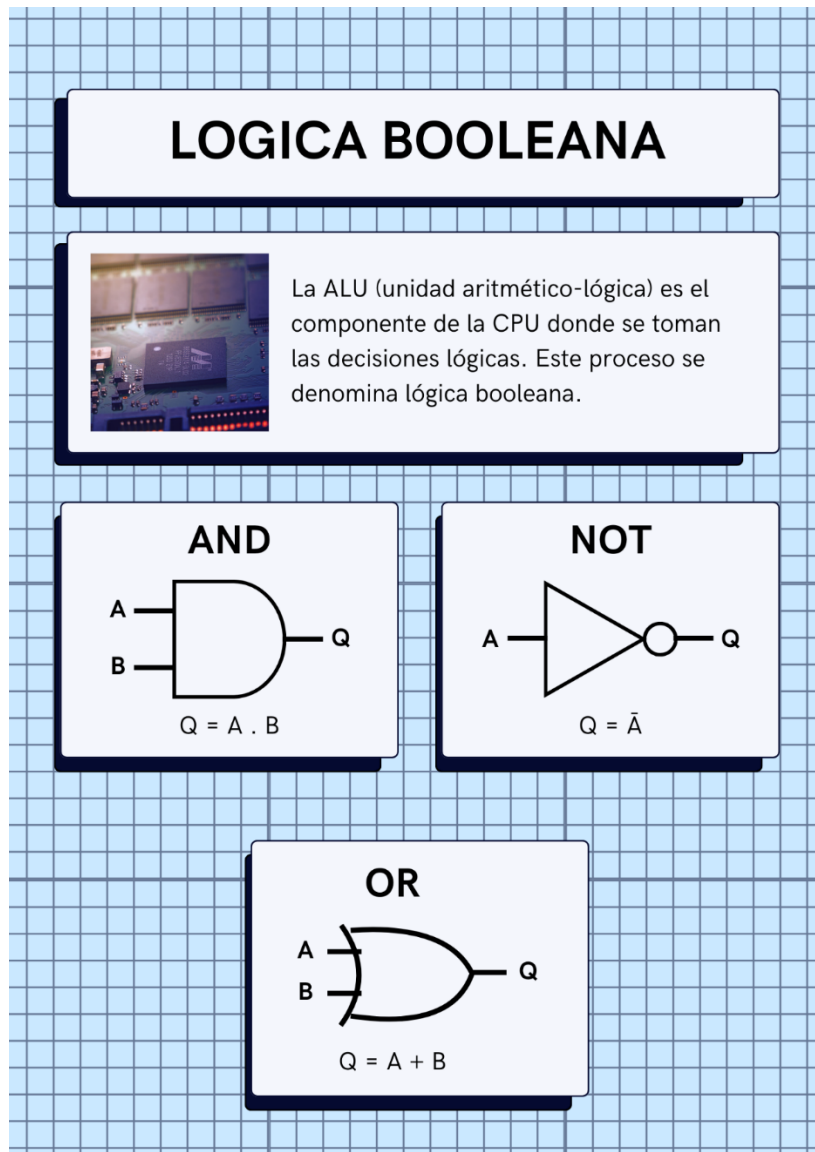 LOGICA BOOLEANA
La ALU (unidad aritmético-lógica) es el
componente de la CPU donde se toman
las decisiones lógicas. Este proceso se
denomina lógica booleana.
AND
A
B
Q
Q = A . B
NOT
A
Q
Q = Ā
OR
A
B
Q
Q = A + B